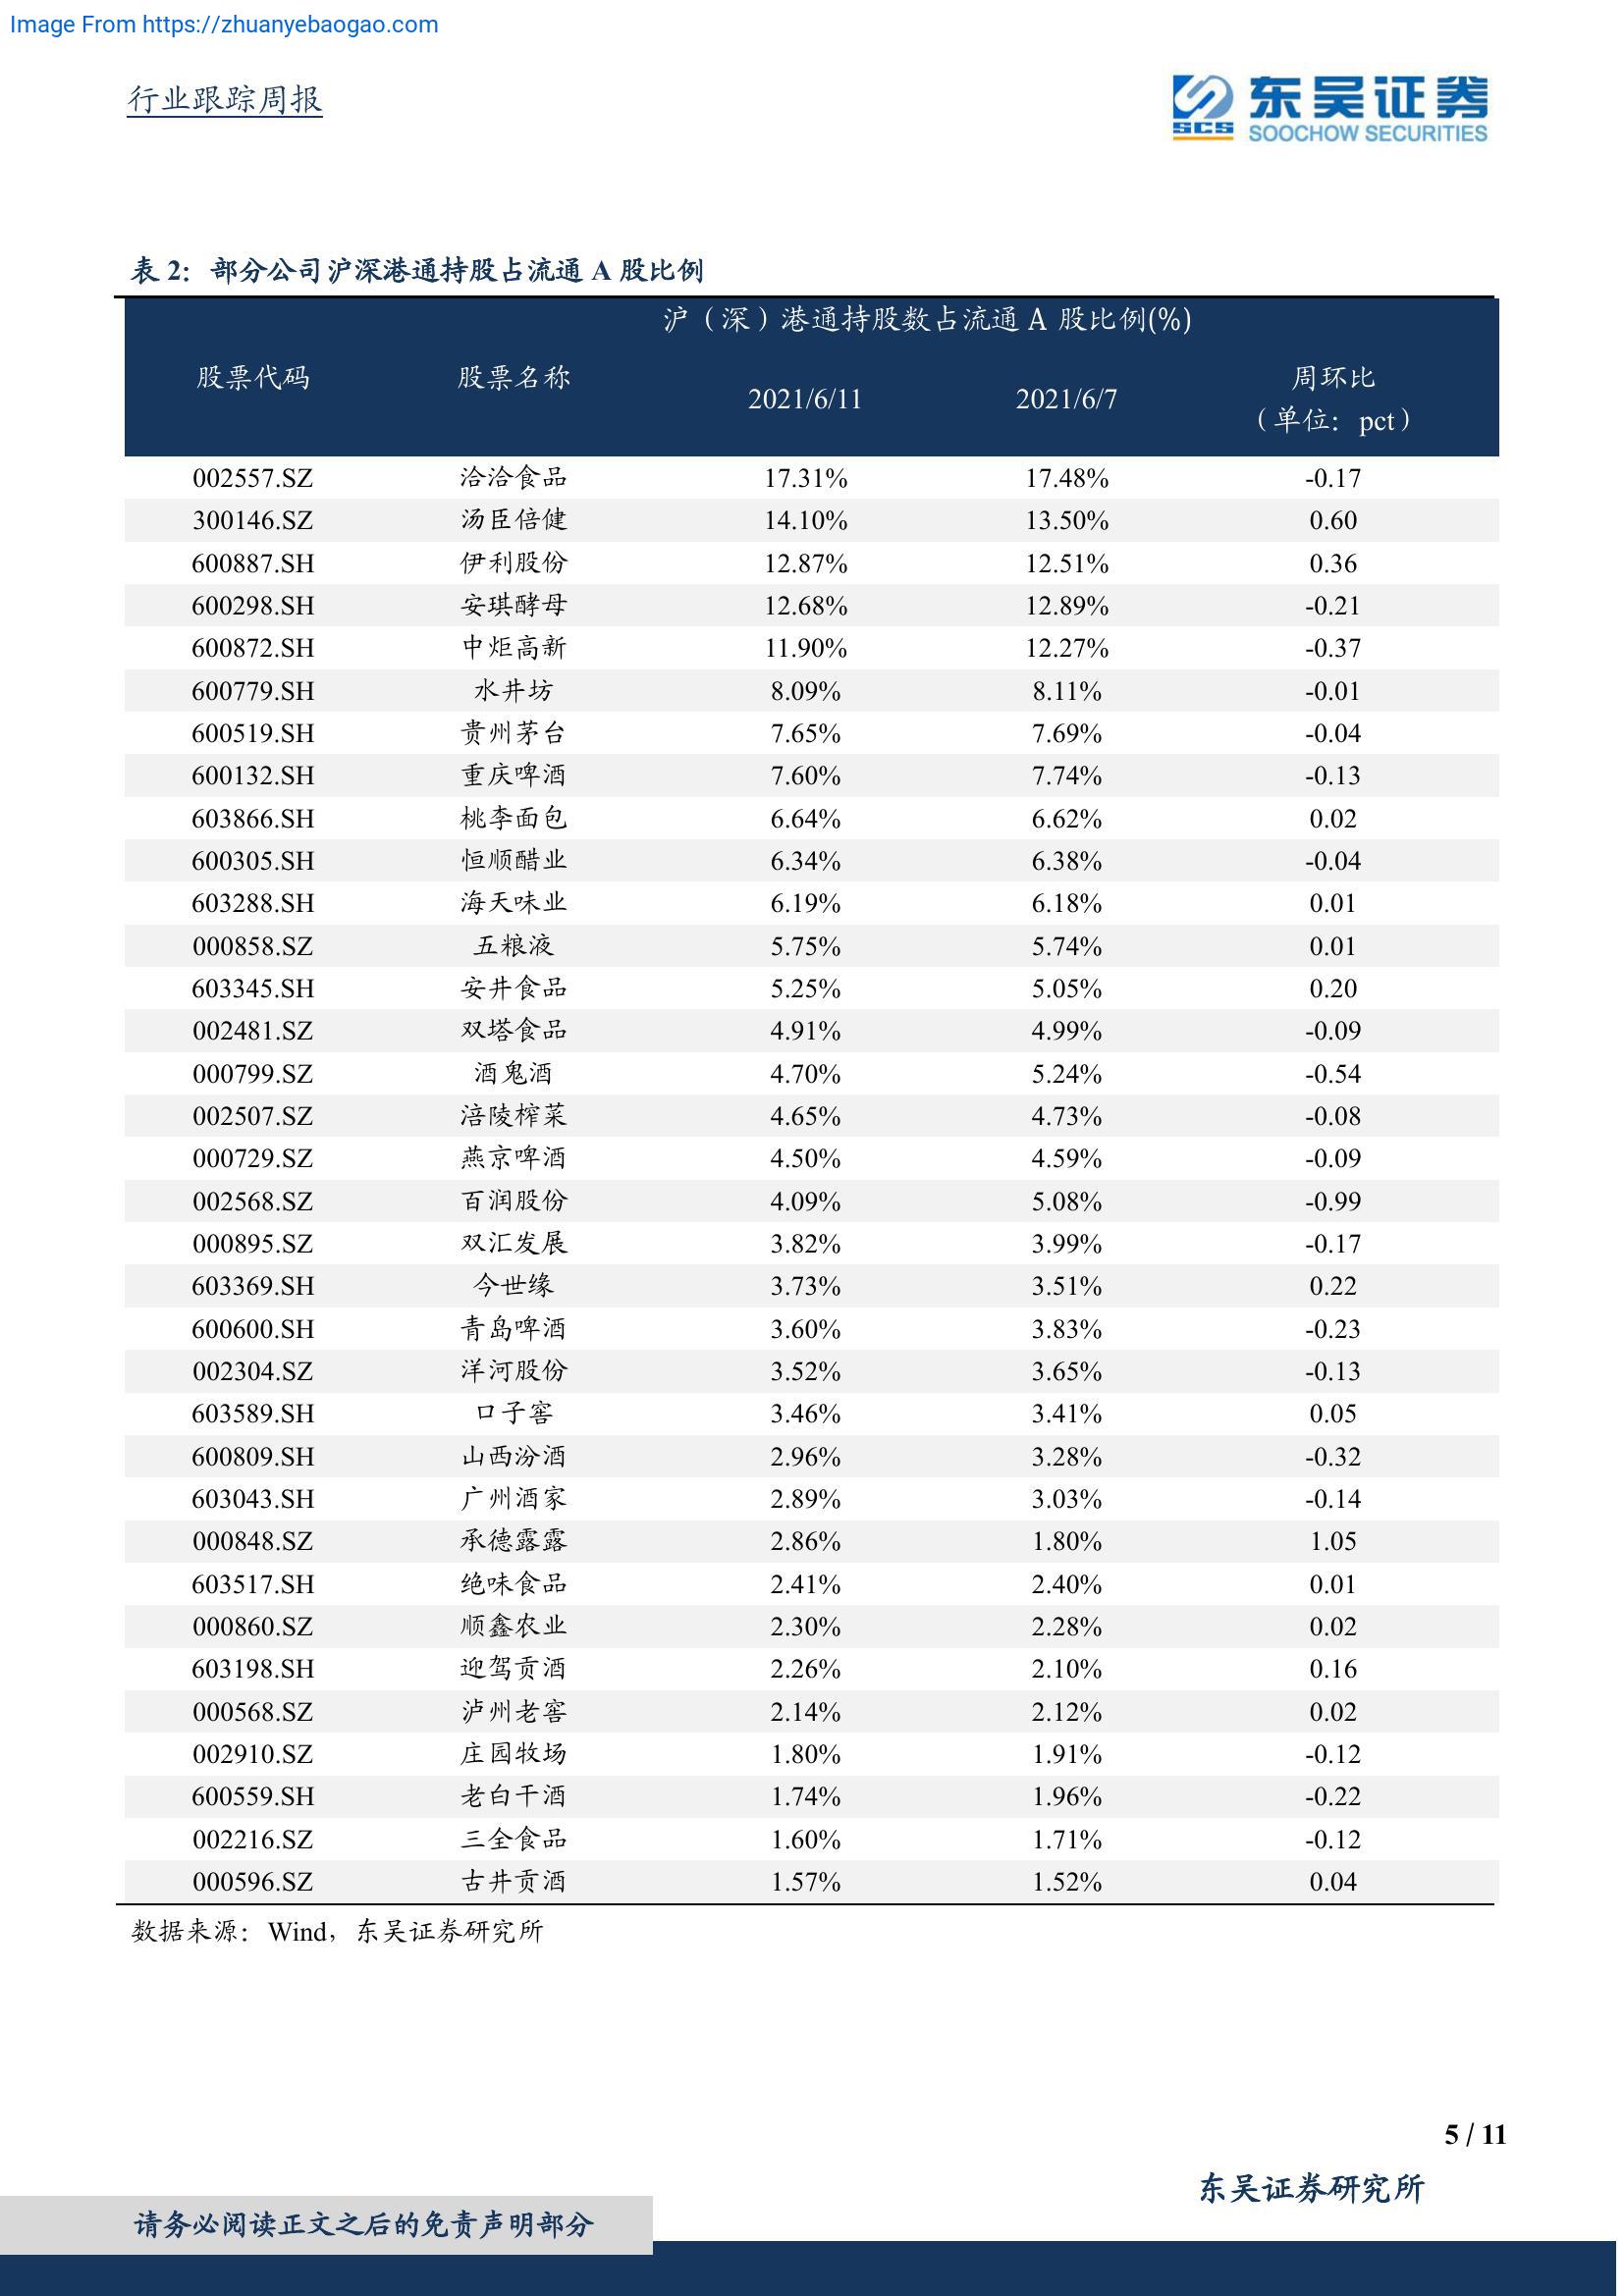 Image From https://zhuanyebaogao.com
行业跟踪周报
东吴证券
SCS SOOCHOW SECURITIES
表 2：部分公司沪深港通持股占流通 A 股比例
沪（深）港通持股数占流通 A 股比例(%)
股票代码 股票名称 2021/6/11 2021/6/7 周环比
（单位：pct）
002557.SZ 洽洽食品 17.31% 17.48% -0.17
300146.SZ 汤臣倍健 14.10% 13.50% 0.60
600887.SH 伊利股份 12.87% 12.51% 0.36
600298.SH 安琪酵母 12.68% 12.89% -0.21
600872.SH 中炬高新 11.90% 12.27% -0.37
600779.SH 水井坊 8.09% 8.11% -0.01
600519.SH 贵州茅台 7.65% 7.69% -0.04
600132.SH 重庆啤酒 7.60% 7.74% -0.13
603866.SH 桃李面包 6.64% 6.62% 0.02
600305.SH 恒顺醋业 6.34% 6.38% -0.04
603288.SH 海天味业 6.19% 6.18% 0.01
000858.SZ 五粮液 5.75% 5.74% 0.01
603345.SH 安井食品 5.25% 5.05% 0.20
002481.SZ 双塔食品 4.91% 4.99% -0.09
000799.SZ 酒鬼酒 4.70% 5.24% -0.54
002507.SZ 涪陵榨菜 4.65% 4.73% -0.08
000729.SZ 燕京啤酒 4.50% 4.59% -0.09
002568.SZ 百润股份 4.09% 5.08% -0.99
000895.SZ 双汇发展 3.82% 3.99% -0.17
603369.SH 今世缘 3.73% 3.51% 0.22
600600.SH 青岛啤酒 3.60% 3.83% -0.23
002304.SZ 洋河股份 3.52% 3.65% -0.13
603589.SH 口子窖 3.46% 3.41% 0.05
600809.SH 山西汾酒 2.96% 3.28% -0.32
603043.SH 广州酒家 2.89% 3.03% -0.14
000848.SZ 承德露露 2.86% 1.80% 1.05
603517.SH 绝味食品 2.41% 2.40% 0.01
000860.SZ 顺鑫农业 2.30% 2.28% 0.02
603198.SH 迎驾贡酒 2.26% 2.10% 0.16
000568.SZ 泸州老窖 2.14% 2.12% 0.02
002910.SZ 庄园牧场 1.80% 1.91% -0.12
600559.SH 老白干酒 1.74% 1.96% -0.22
002216.SZ 三全食品 1.60% 1.71% -0.12
000596.SZ 古井贡酒 1.57% 1.52% 0.04
数据来源：Wind，东吴证券研究所
5 / 11
东吴证券研究所
请务必阅读正文之后的免责声明部分